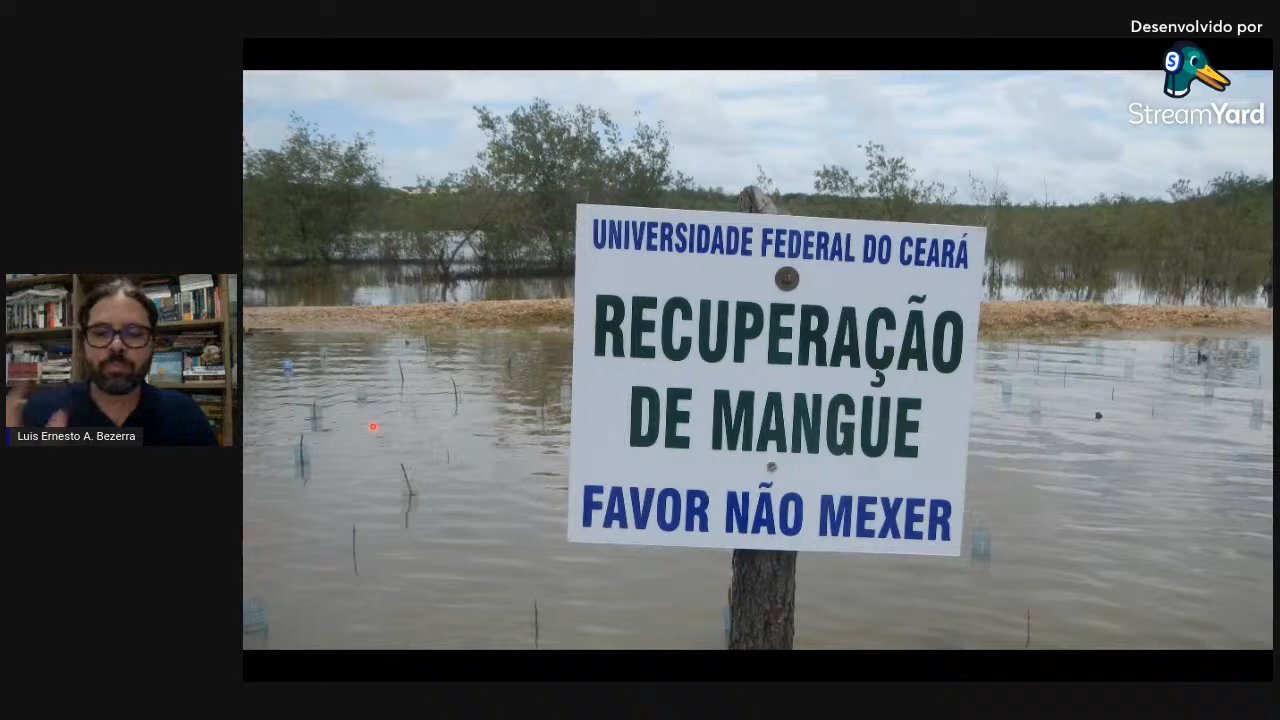 Desenvolvido por
S
StreamYard
UNIVERSIDADE FEDERAL DO CEARÁ
RECUPERAÇÃO
DE MANGUE
FAVOR NÃO MEXER
Luis Ernesto A. Bezerra